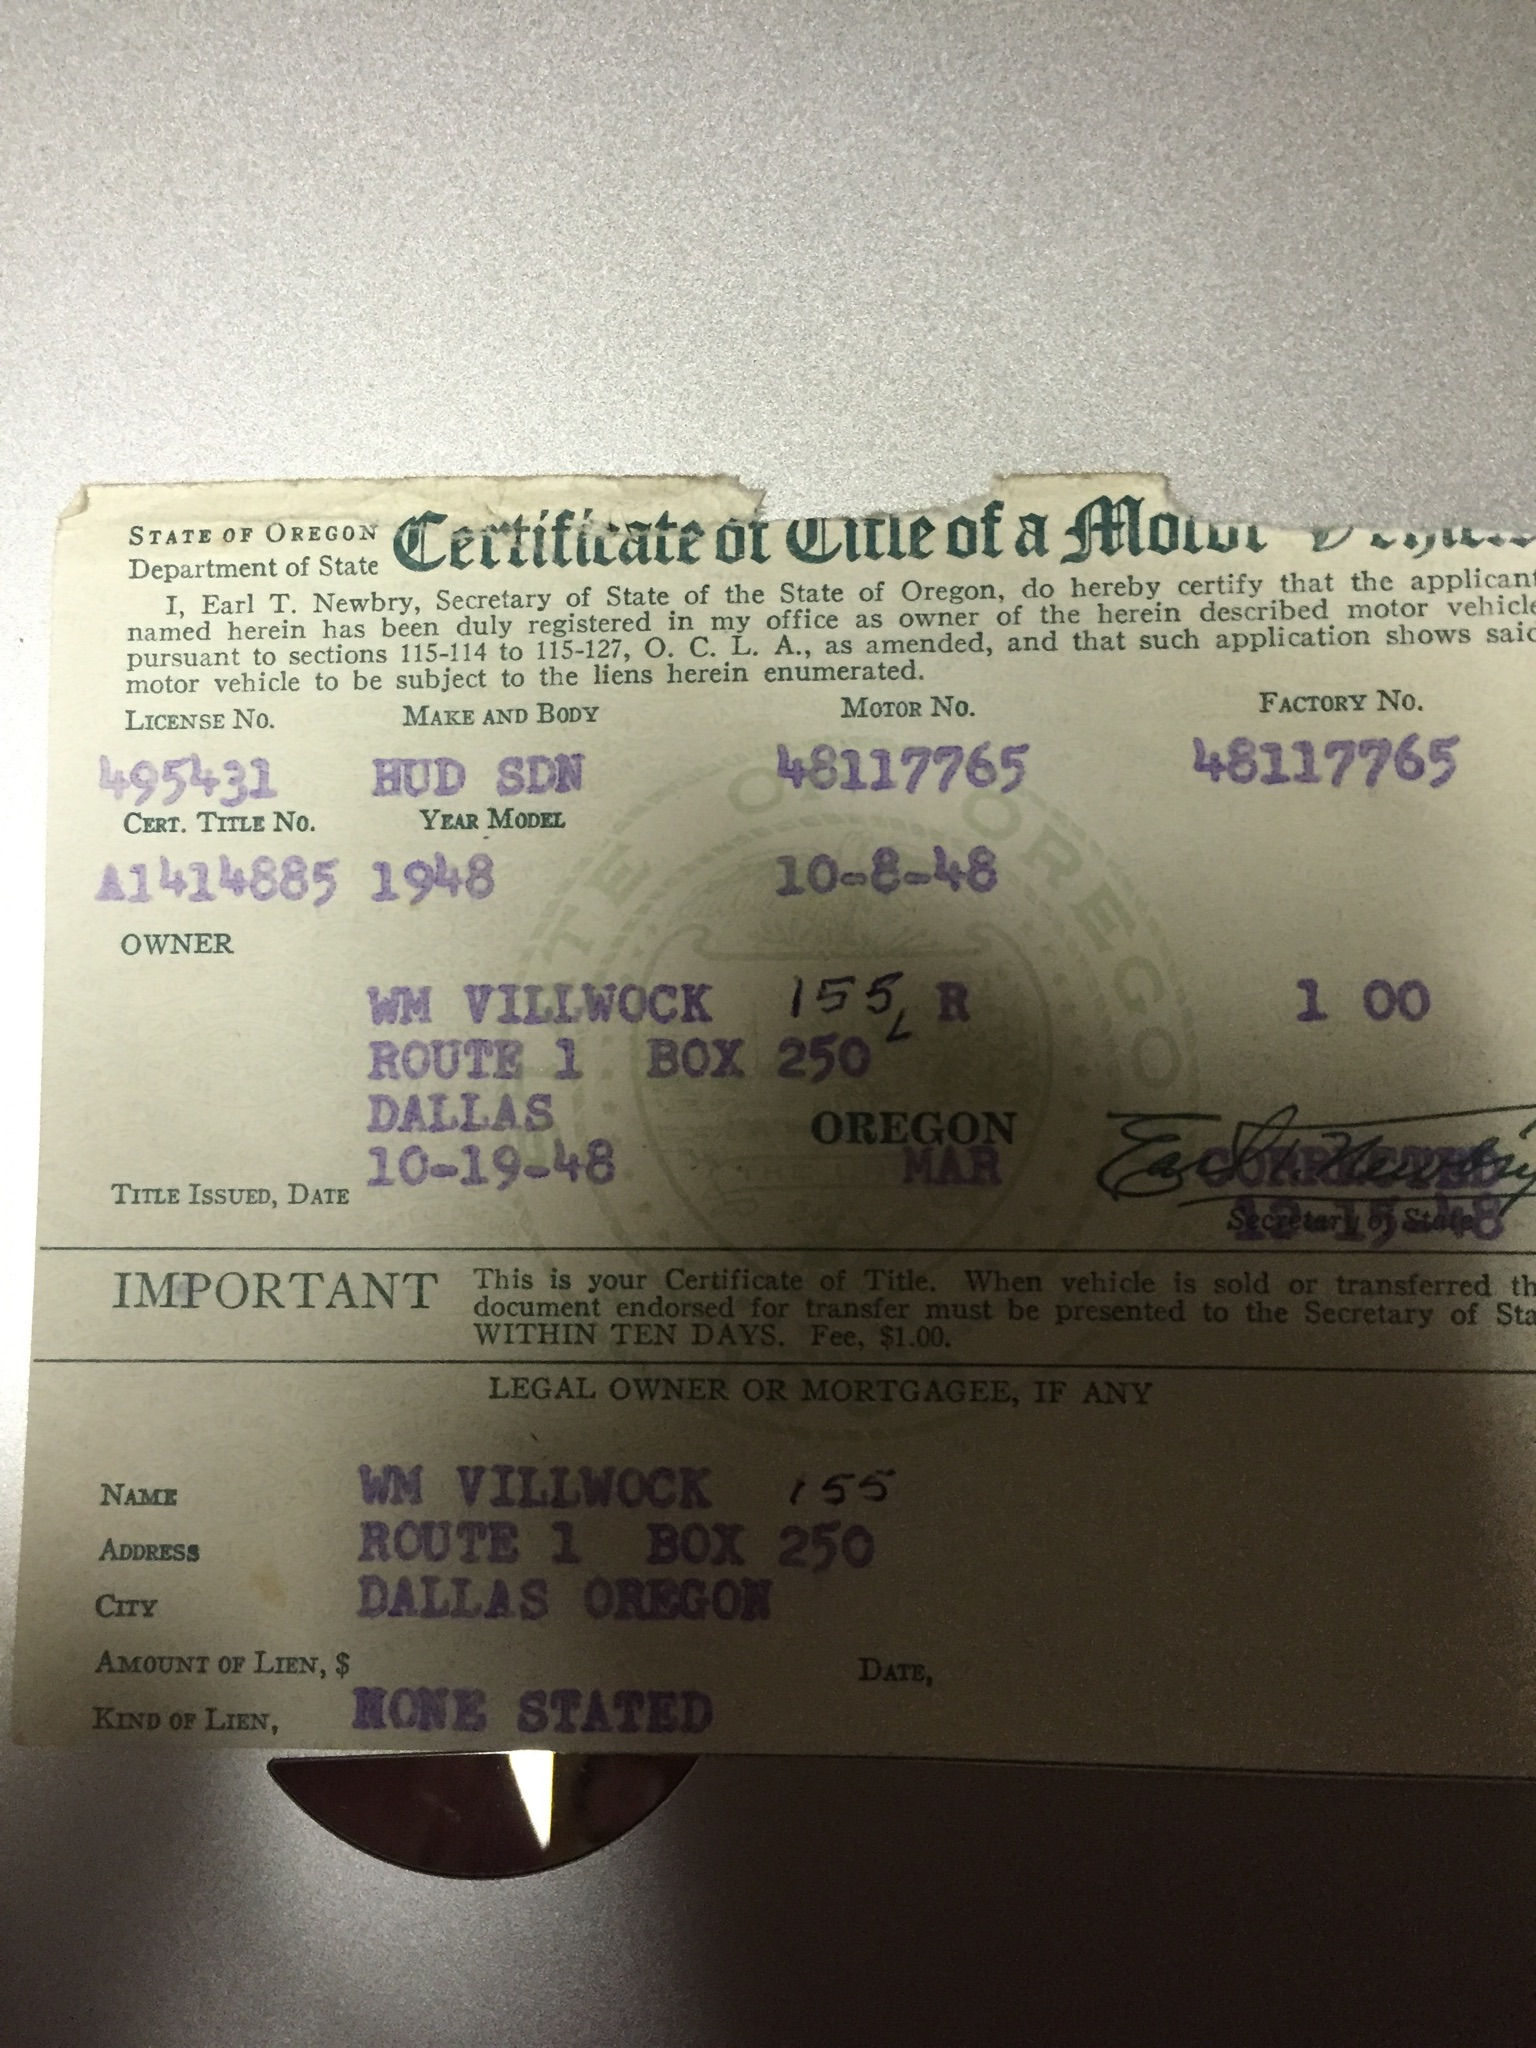 STATE OF OREGON Certificate of Title of a Motor Vehicle
Department of State
I, Earl T. Newbry, Secretary of State of the State of Oregon, do hereby certify that the applicant
named herein has been duly registered in my office as owner of the herein described motor vehicle
pursuant to sections 115-114 to 115-127, O. C. L. A., as amended, and that such application shows said
motor vehicle to be subject to the liens herein enumerated.
LICENSE NO. MAKE AND BODY MOTOR NO. FACTORY NO.
495431 HUD SDN 48117765 48117765
CERT. TITLE NO. YEAR MODEL
A1414885 1948 10-8-48
OWNER
WM VILLWOCK 155 L R 1 00
ROUTE 1 BOX 250
DALLAS OREGON
TITLE ISSUED, DATE 10-19-48 MAR CORRECTED
Earl T. Newbry
Secretary of State
IMPORTANT This is your Certificate of Title. When vehicle is sold or transferred th
document endorsed for transfer must be presented to the Secretary of Sta
WITHIN TEN DAYS. Fee, $1.00.
LEGAL OWNER OR MORTGAGEE, IF ANY
NAME WM VILLWOCK 155
ADDRESS ROUTE 1 BOX 250
CITY DALLAS OREGON
AMOUNT OF LIEN, $ DATE,
KIND OF LIEN, NONE STATED
STATE OF OREGON